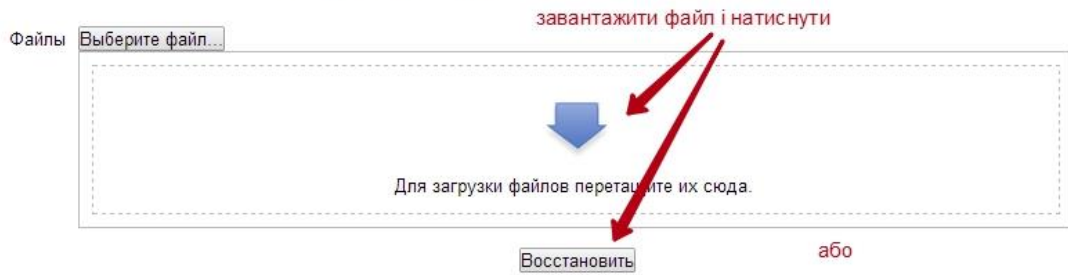 завантажити файл і натиснути
Файлы Выберите файл...
Для загрузки файлов перетащите их сюда.
Восстановить
або